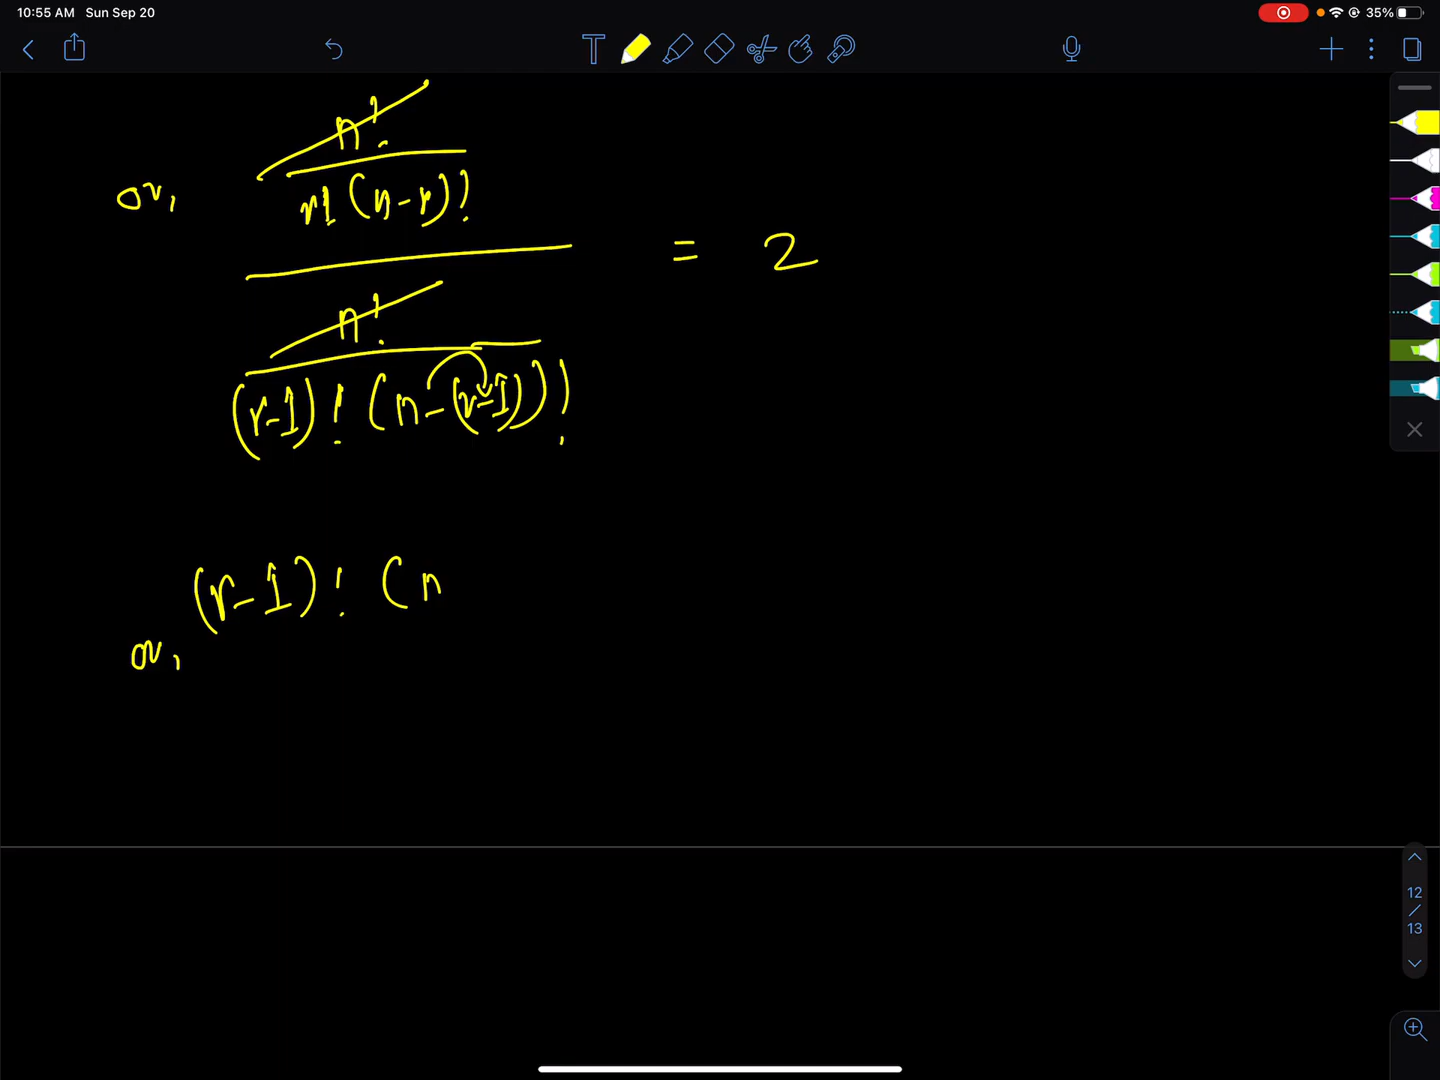 10:55 AM Sun Sep 20
35%
n!
or, r! (n-r)!
= 2
n!
(r-1)! (n-(r-1))!
(r-1)! (n
or,
12
/
13